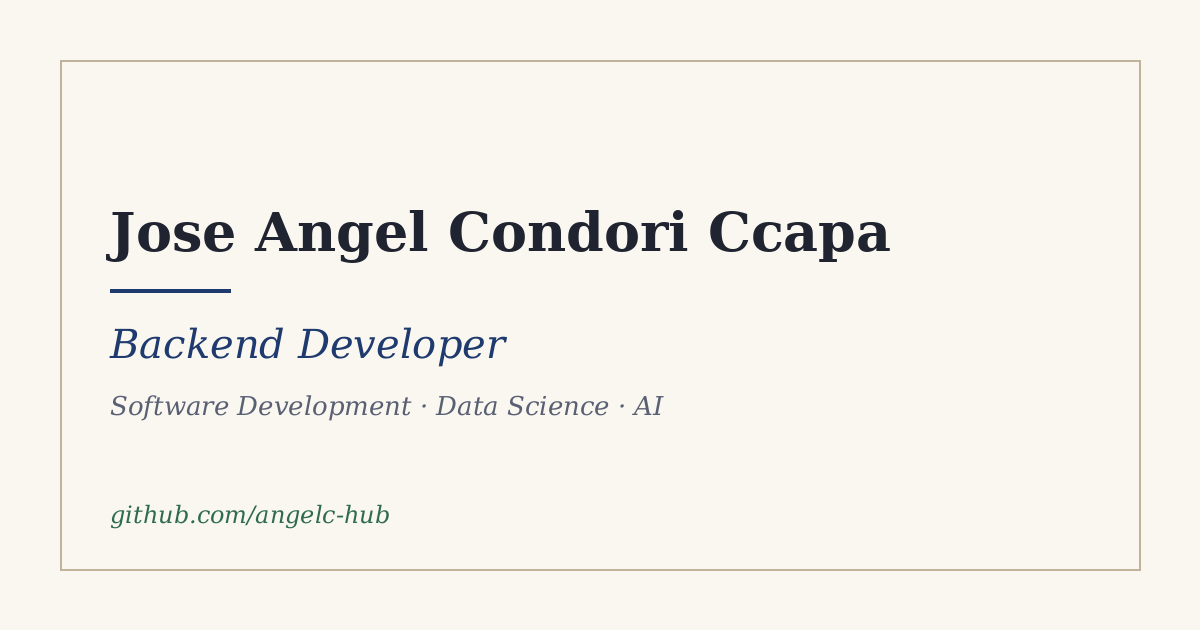 Jose Angel Condori Ccapa
Backend Developer
Software Development · Data Science · AI
github.com/angelc-hub